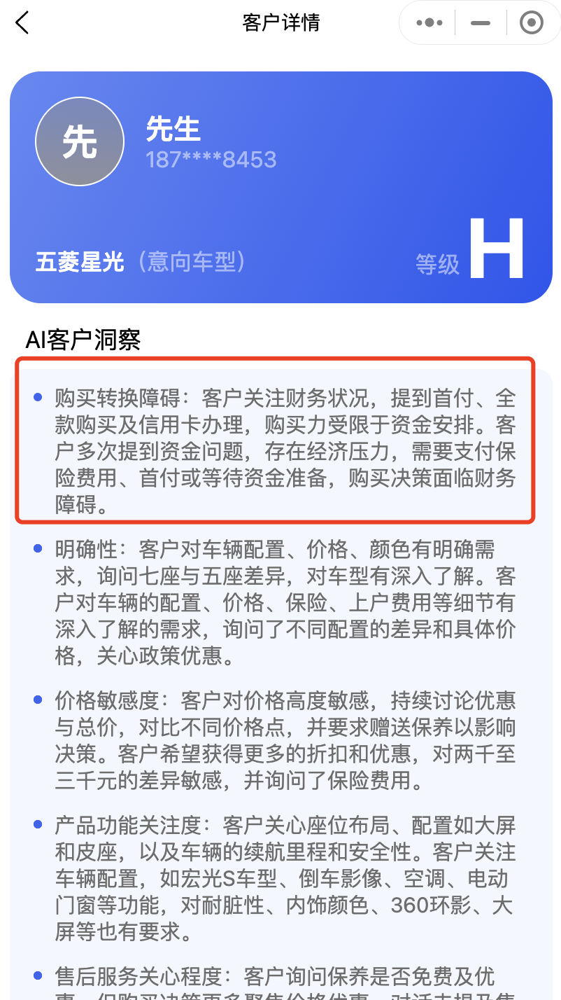 客户详情
先
先生
187****8453
五菱星光（意向车型）
等级 H
AI客户洞察
购买转换障碍：客户关注财务状况，提到首付、全
款购买及信用卡办理，购买力受限于资金安排。客
户多次提到资金问题，存在经济压力，需要支付保
险费用、首付或等待资金准备，购买决策面临财务
障碍。
明确性：客户对车辆配置、价格、颜色有明确需
求，询问七座与五座差异，对车型有深入了解。客
户对车辆的配置、价格、保险、上户费用等细节有
深入了解的需求，询问了不同配置的差异和具体价
格，关心政策优惠。
价格敏感度：客户对价格高度敏感，持续讨论优惠
与总价，对比不同价格点，并要求赠送保养以影响
决策。客户希望获得更多的折扣和优惠，对两千至
三千元的差异敏感，并询问了保险费用。
产品功能关注度：客户关心座位布局、配置如大屏
和皮座，以及车辆的续航里程和安全性。客户关注
车辆配置，如宏光S车型、倒车影像、空调、电动
门窗等功能，对耐脏性、内饰颜色、360环影、大
屏等也有要求。
售后服务关心程度：客户询问保养是否免费及优